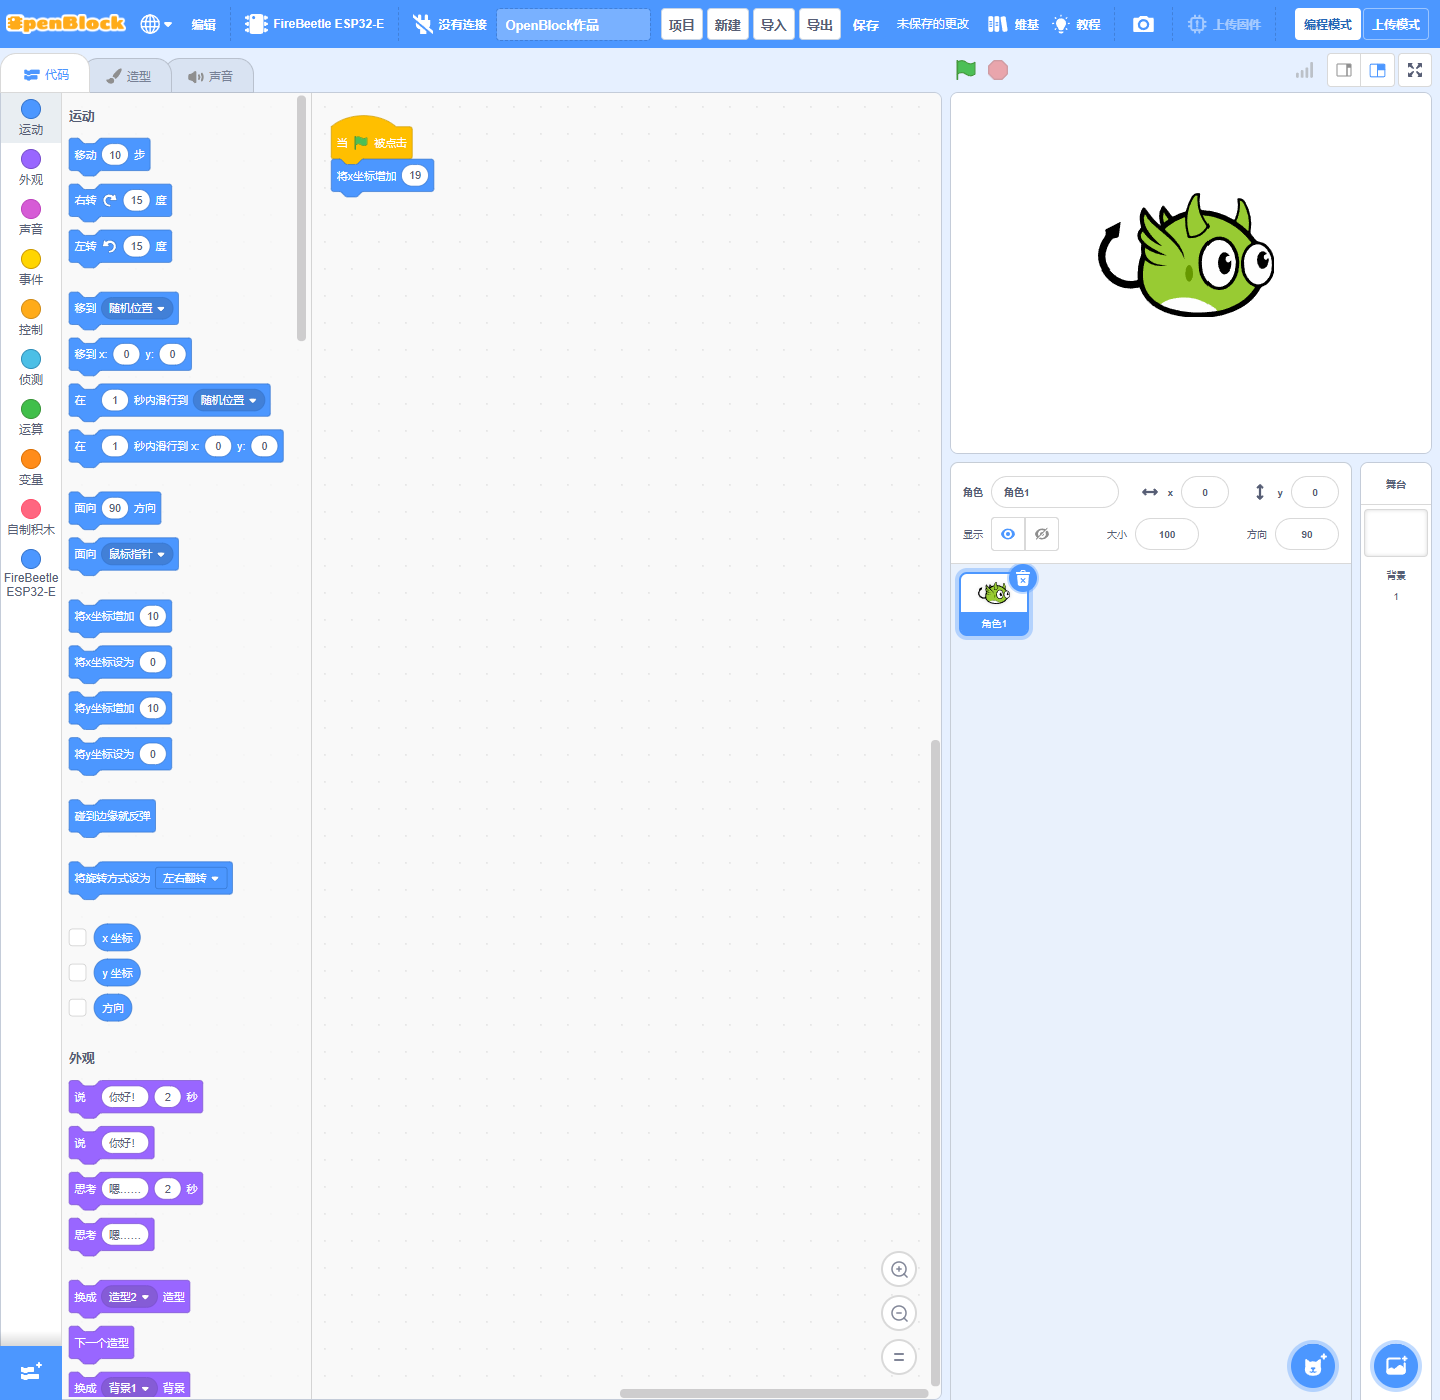 OpenBlock 编辑 FireBeetle ESP32-E 没有连接 OpenBlock作品 项目 新建 导入 导出 保存 未保存的更改 维基 教程 上传固件 编程模式 上传模式
代码 造型 声音
运动
外观
声音
事件
控制
侦测
运算
变量
自制积木
FireBeetle
ESP32-E
运动
移动 10 步
右转 15 度
左转 15 度
移到 随机位置
移到 x: 0 y: 0
在 1 秒内滑行到 随机位置
在 1 秒内滑行到 x: 0 y: 0
面向 90 方向
面向 鼠标指针
将x坐标增加 10
将x坐标设为 0
将y坐标增加 10
将y坐标设为 0
碰到边缘就反弹
将旋转方式设为 左右翻转
x 坐标
y 坐标
方向
外观
说 你好! 2 秒
说 你好!
思考 嗯…… 2 秒
思考 嗯……
换成 造型2 造型
下一个造型
换成 背景1 背景
当 被点击
将x坐标增加 19
角色 角色1 x 0 y 0
显示 大小 100 方向 90
角色1
舞台
背景
1